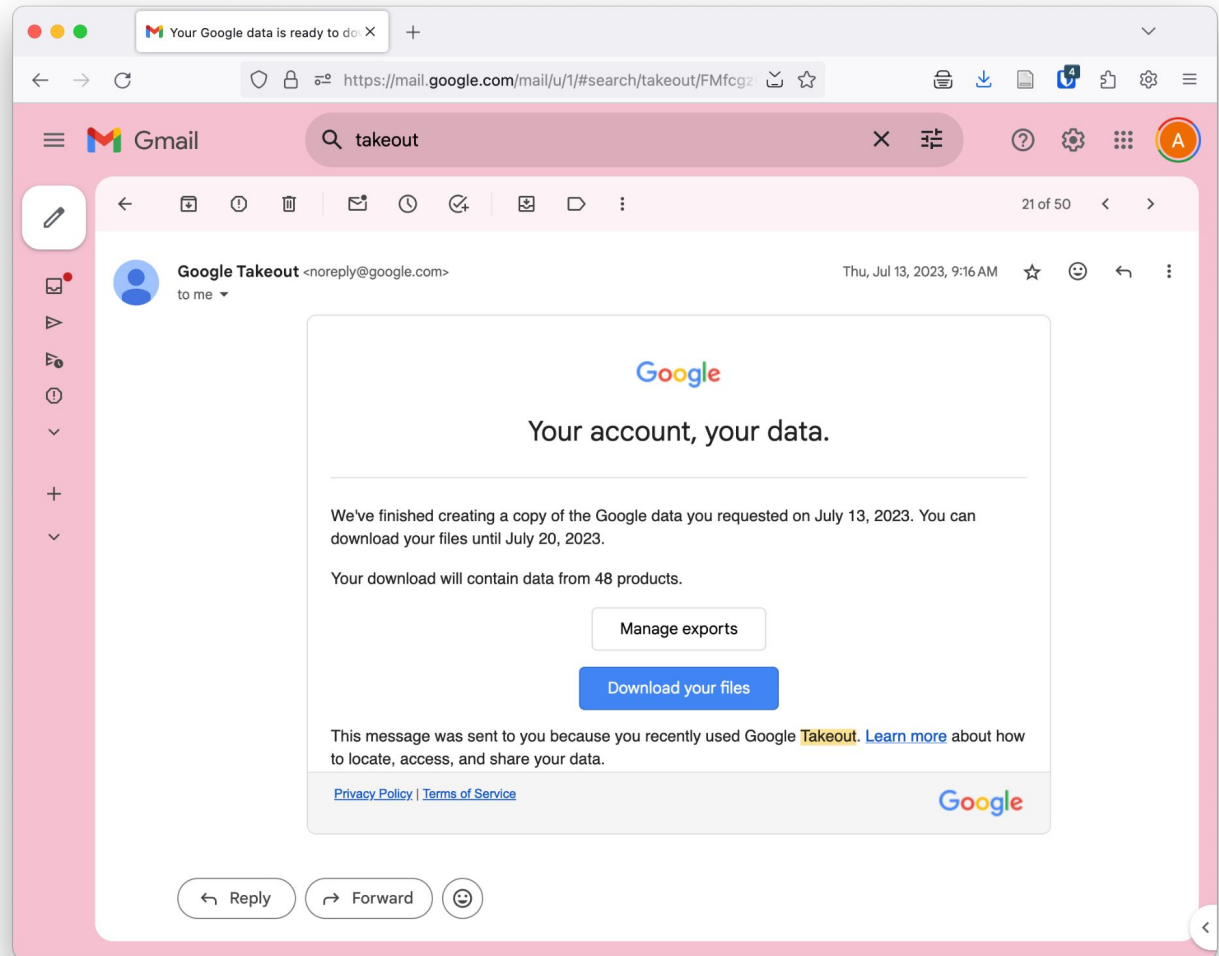 Your Google data is ready to do
https://mail.google.com/mail/u/1/#search/takeout/FMfcgz
4
Gmail
takeout
A
21 of 50
Google Takeout <noreply@google.com>
Thu, Jul 13, 2023, 9:16 AM
to me
Google
Your account, your data.
We've finished creating a copy of the Google data you requested on July 13, 2023. You can
download your files until July 20, 2023.
Your download will contain data from 48 products.
Manage exports
Download your files
This message was sent to you because you recently used Google Takeout. Learn more about how
to locate, access, and share your data.
Privacy Policy | Terms of Service
Google
Reply
Forward